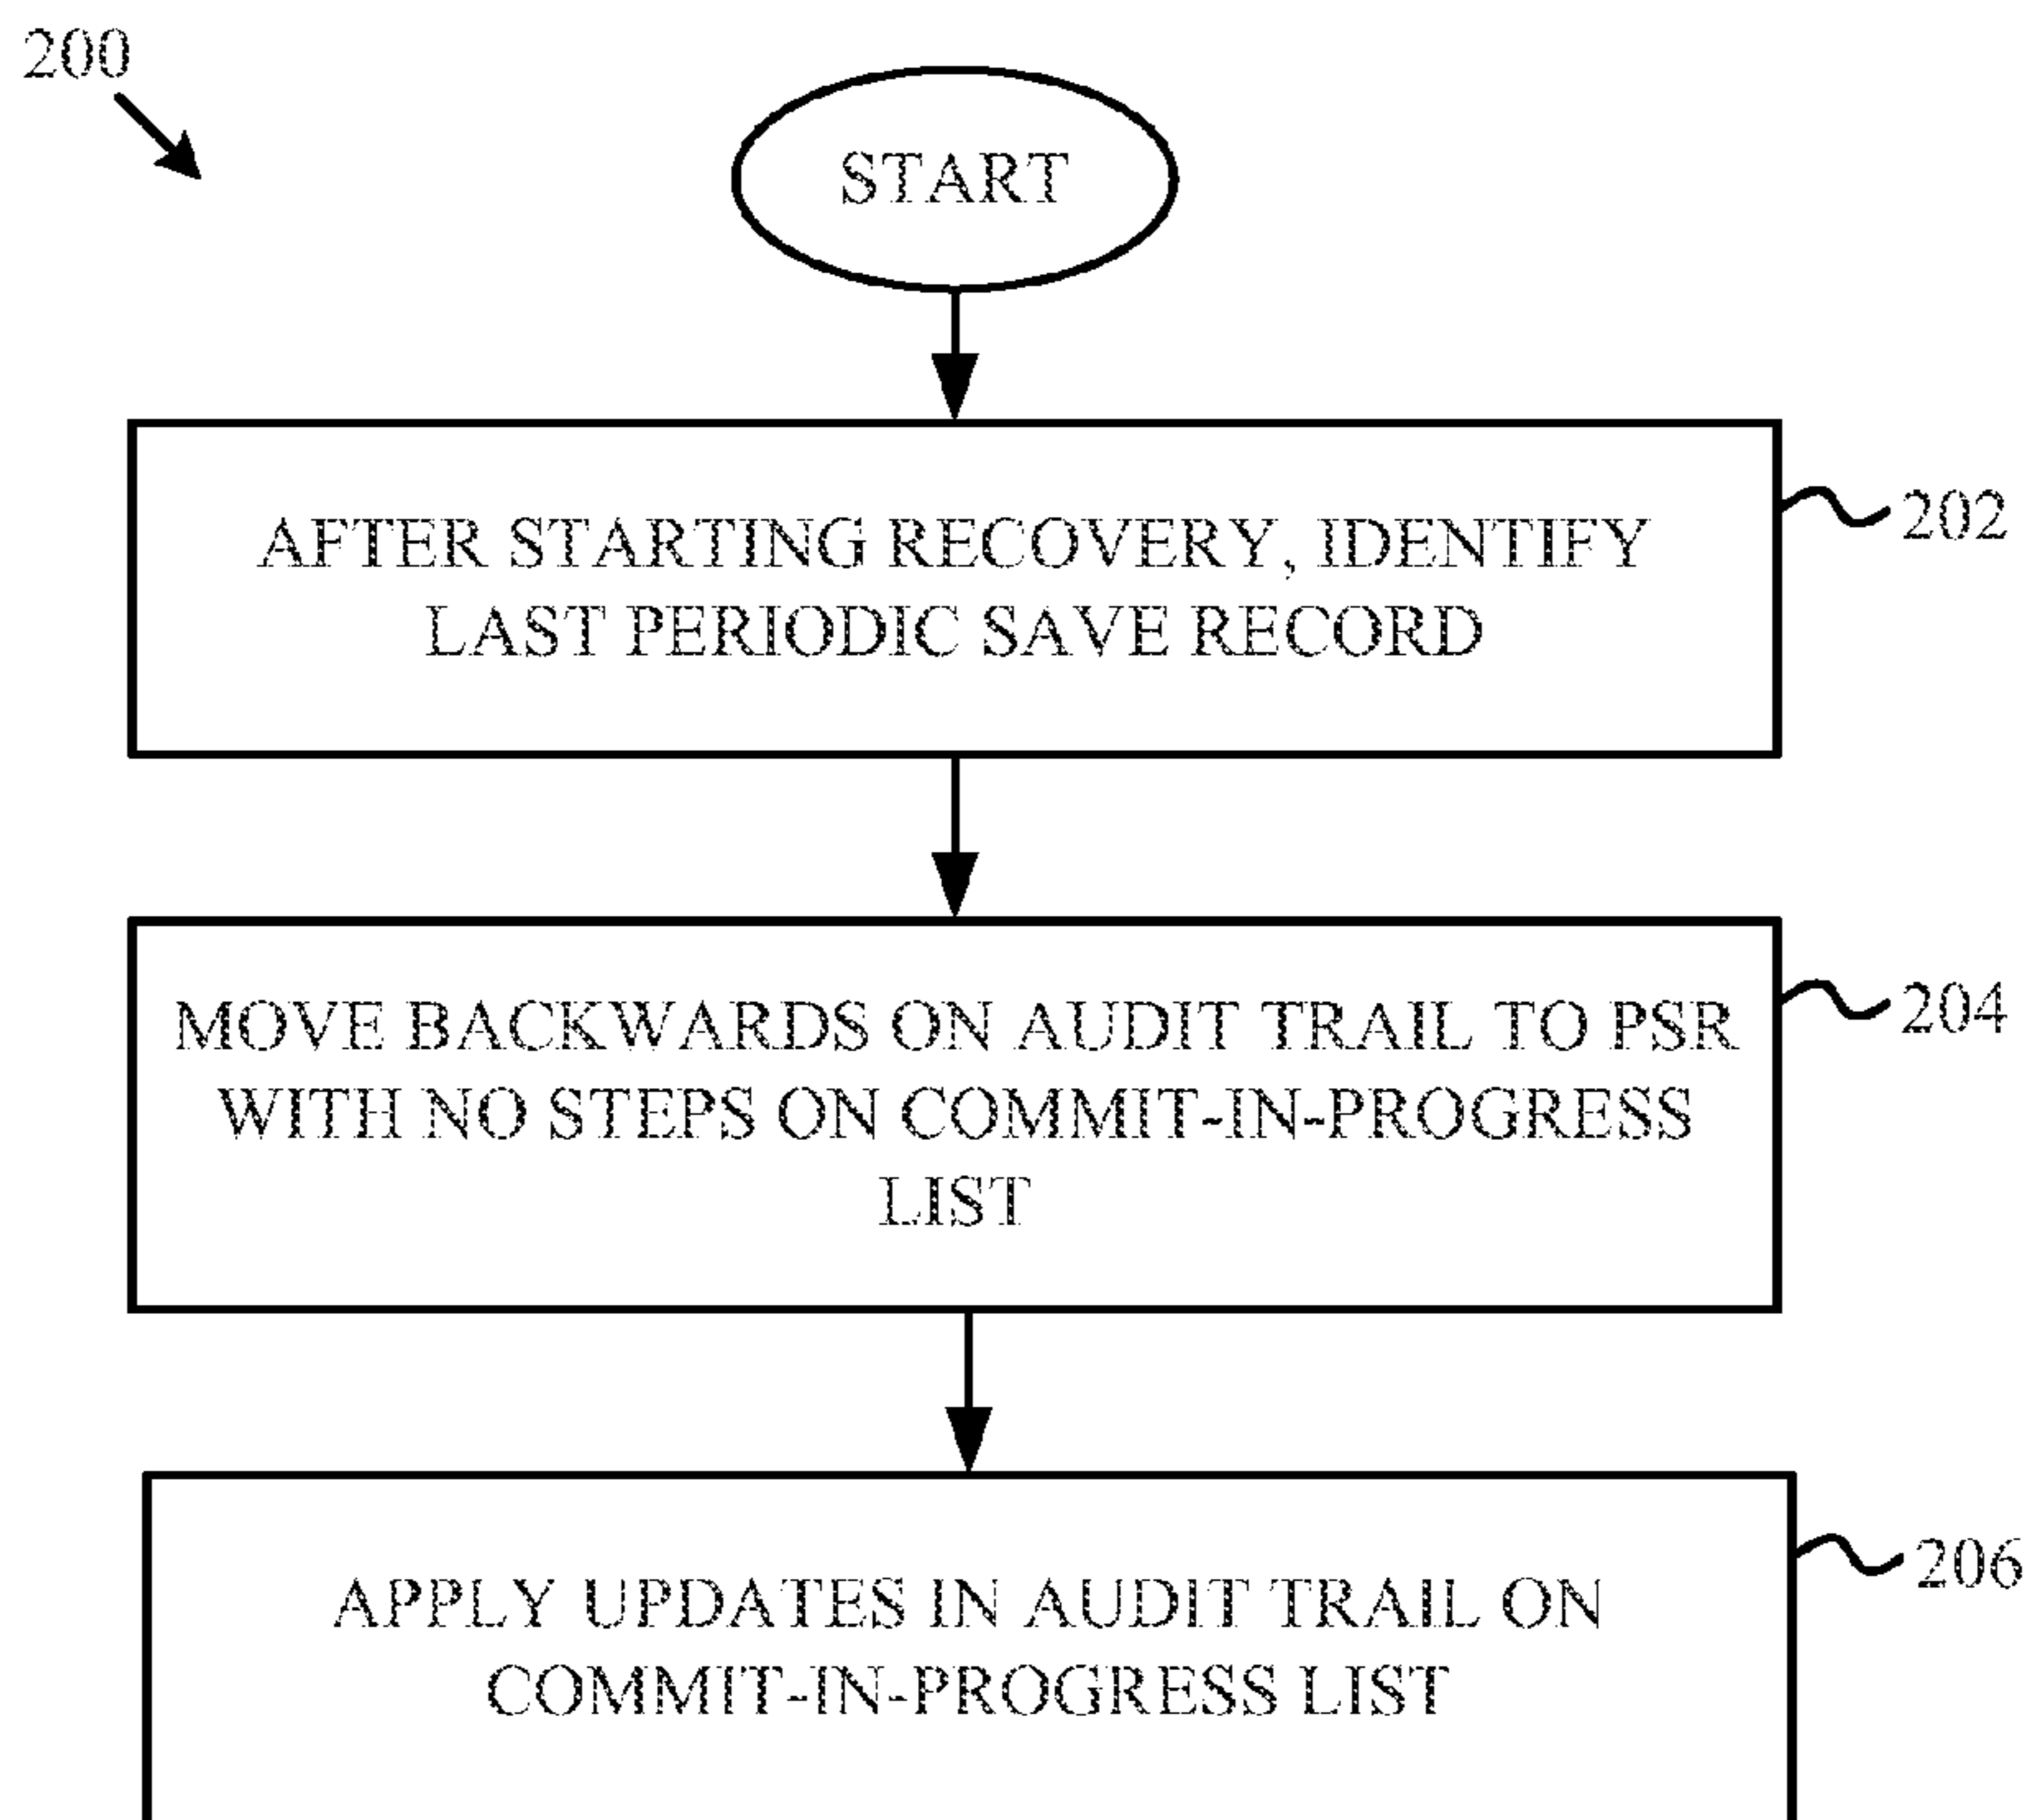 200
START
AFTER STARTING RECOVERY, IDENTIFY
LAST PERIODIC SAVE RECORD
202
MOVE BACKWARDS ON AUDIT TRAIL TO PSR
WITH NO STEPS ON COMMIT-IN-PROGRESS
LIST
204
APPLY UPDATES IN AUDIT TRAIL ON
COMMIT-IN-PROGRESS LIST
206